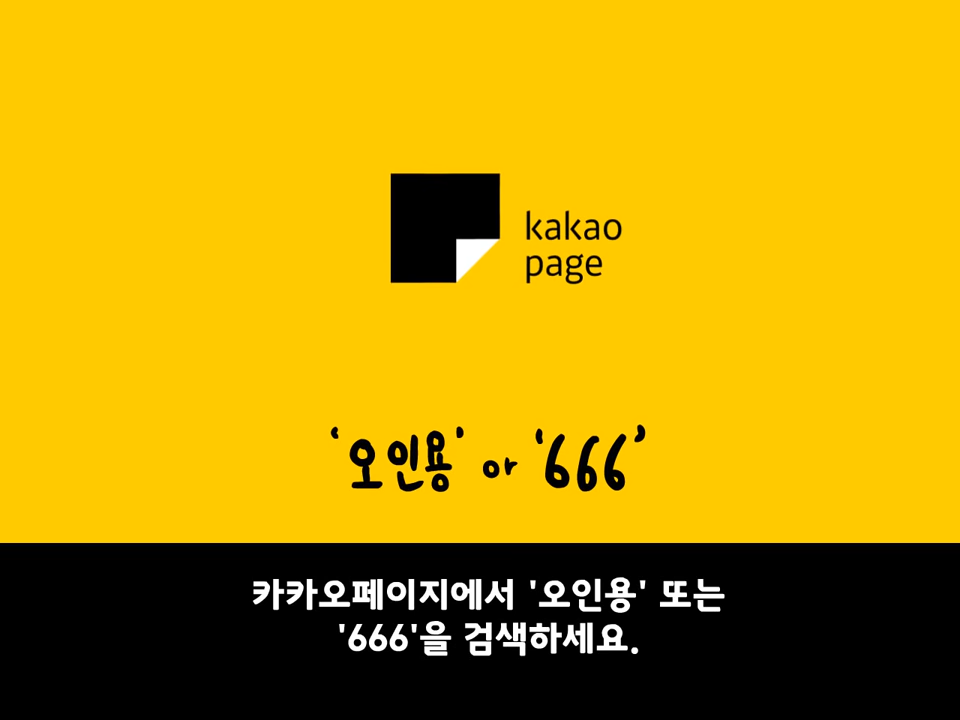 kakao
page
‘오인용’ or ‘666’
카카오페이지에서 '오인용' 또는
'666'을 검색하세요.